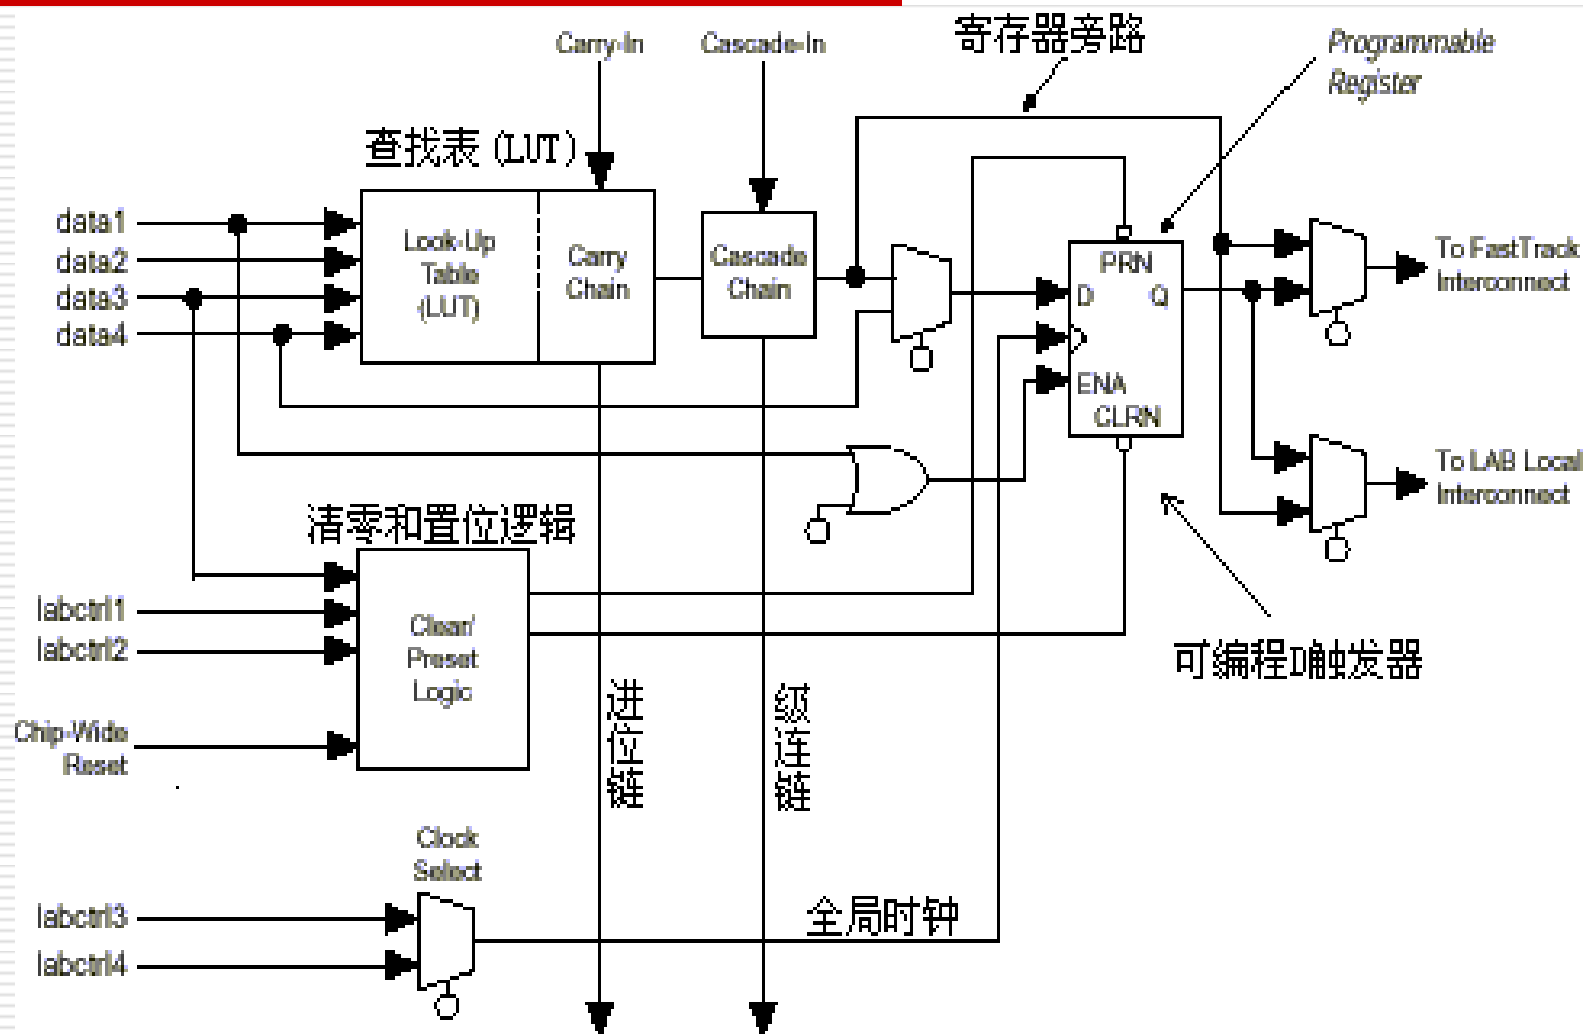 Carry-In
Cascade-In
寄存器旁路
Programmable
Register
查找表 (LUT)
data1
data2
data3
data4
Look-Up
Table
(LUT)
Carry
Chain
Cascade
Chain
PRN
D
Q
ENA
CLRN
To FastTrack
Interconnect
To LAB Local
Interconnect
清零和置位逻辑
labctrl1
labctrl2
Chip-Wide
Reset
Clear/
Preset
Logic
进位链
级连链
可编程D触发器
Clock
Select
labctrl3
labctrl4
全局时钟